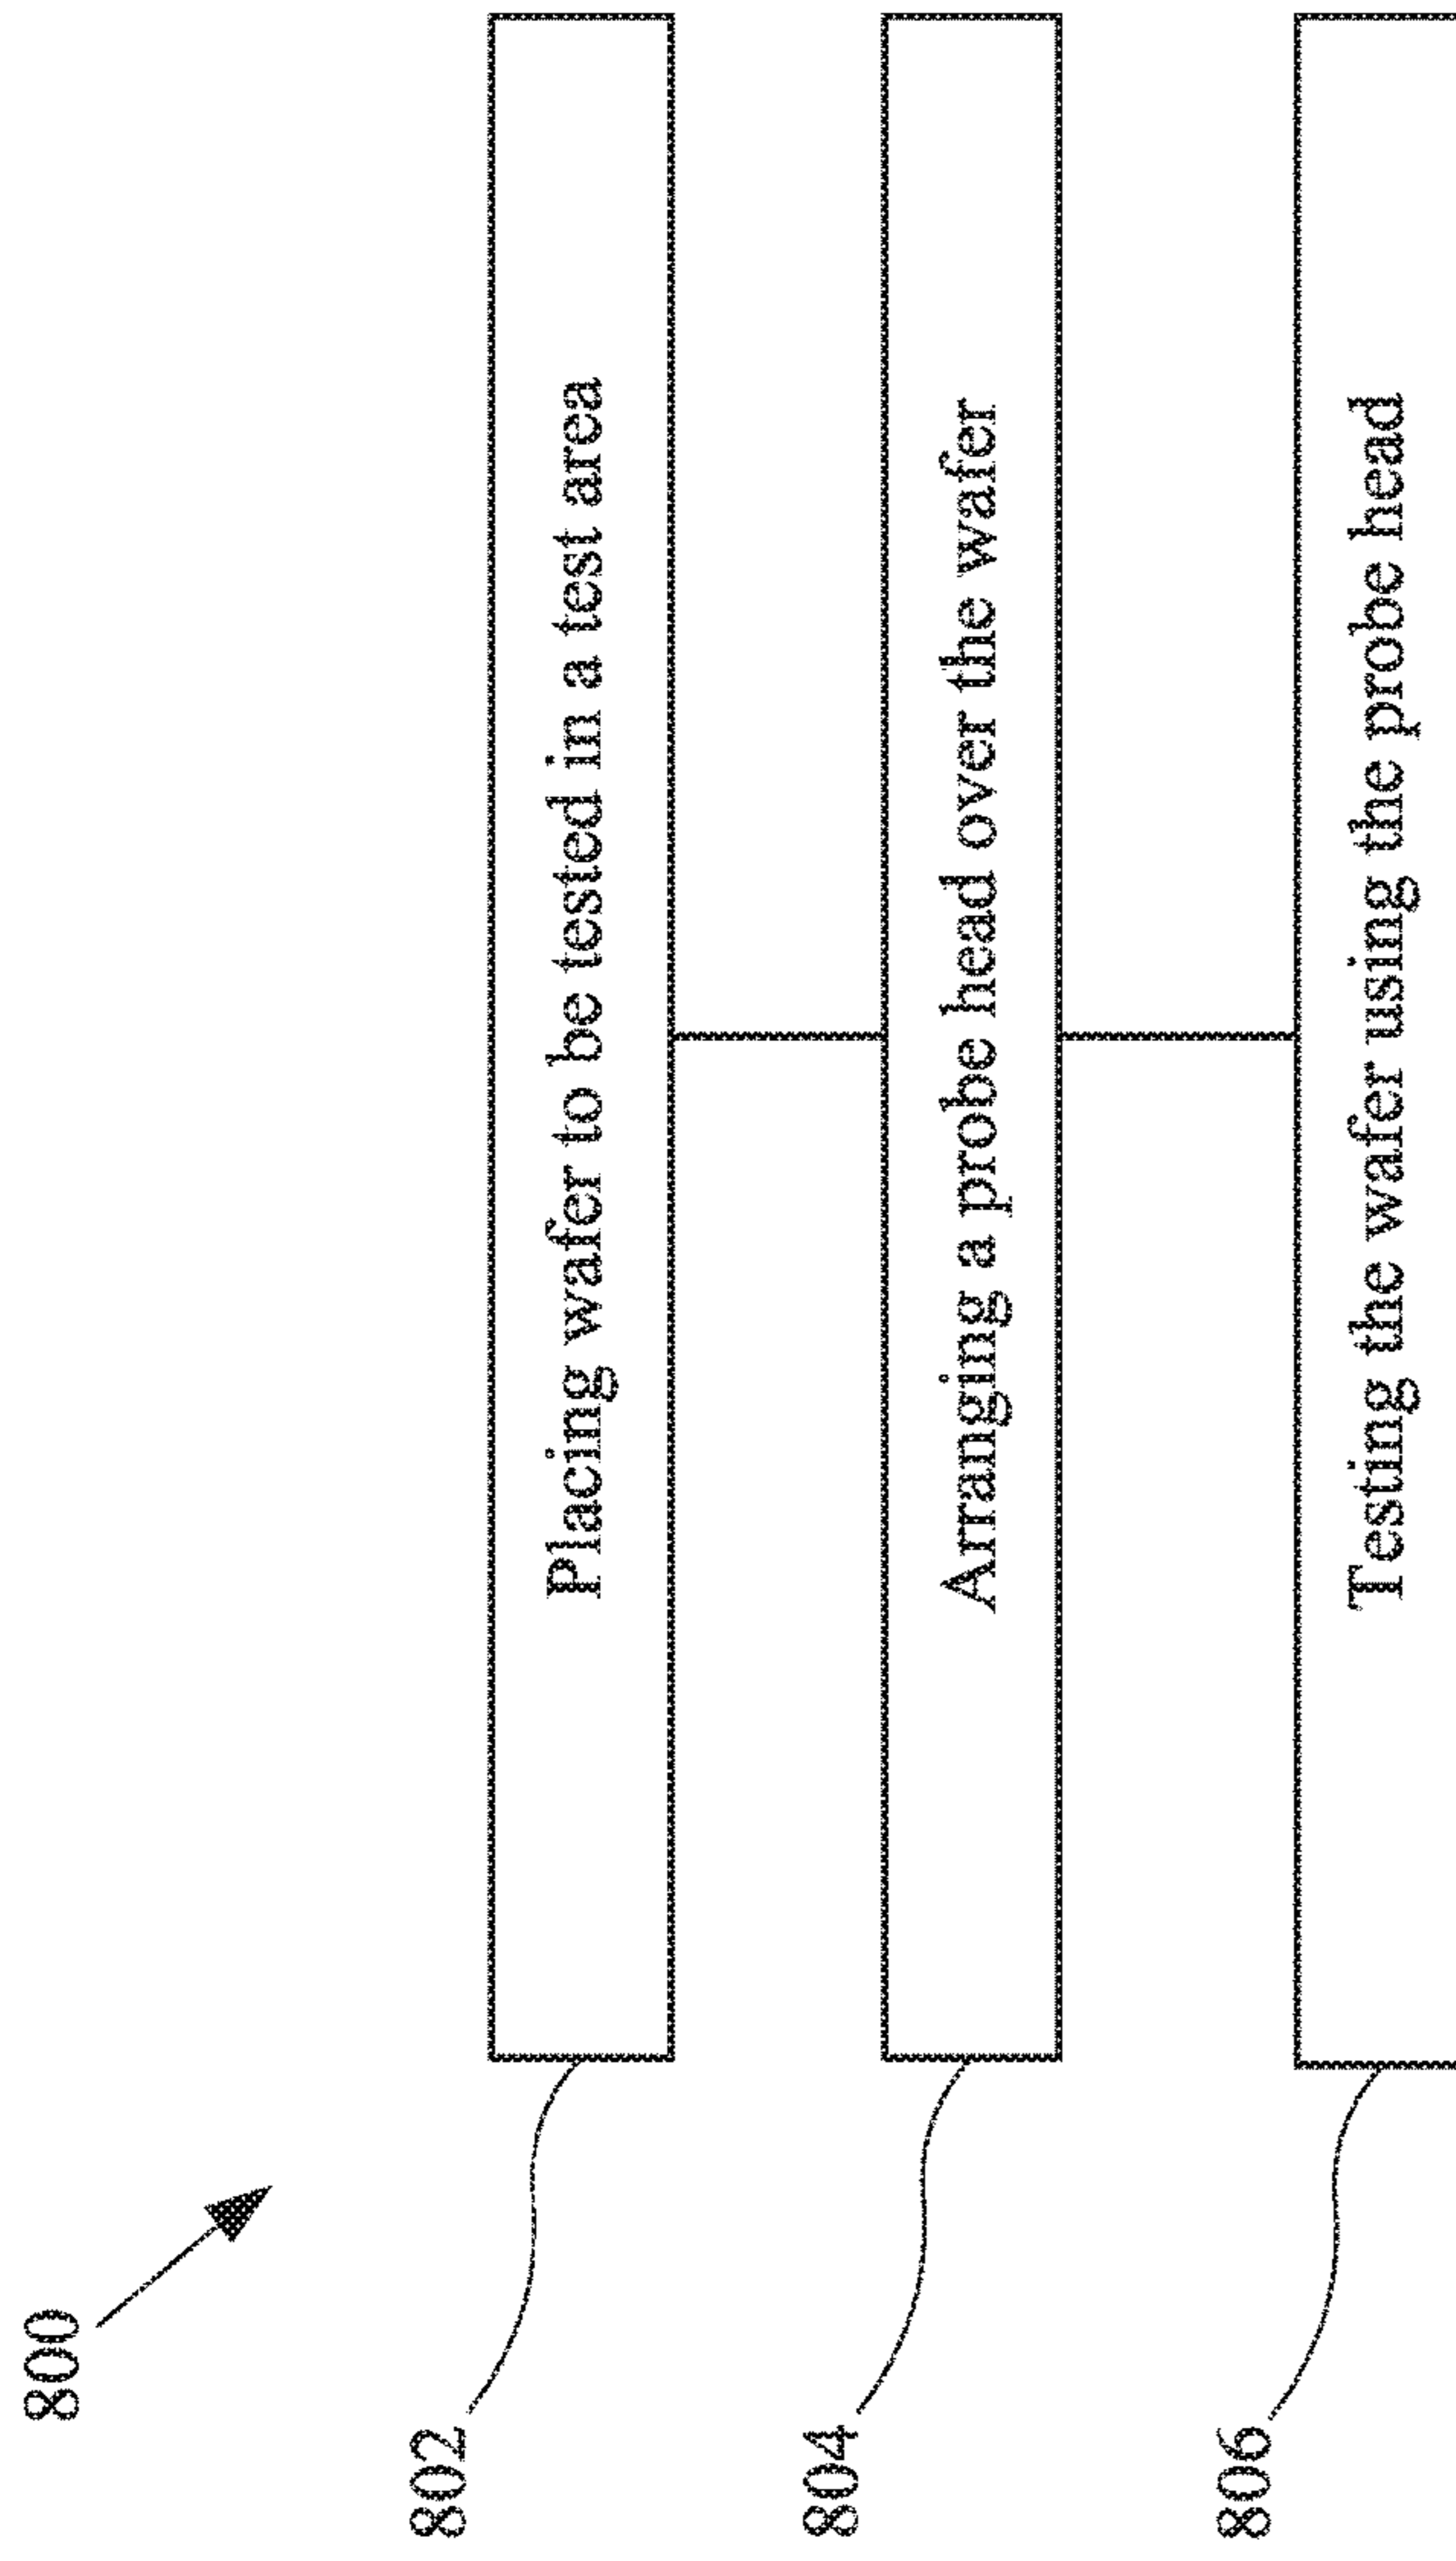 800
802
Placing wafer to be tested in a test area
804
Arranging a probe head over the wafer
806
Testing the wafer using the probe head